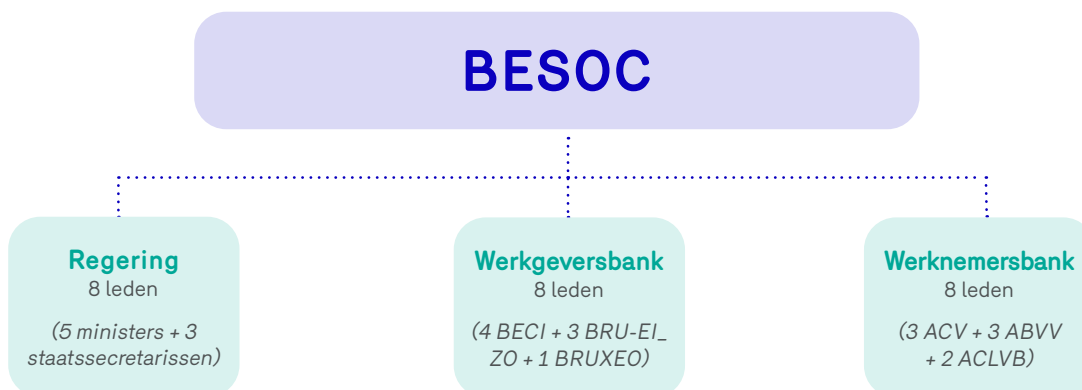 BESOC
Regering
8 leden
(5 ministers + 3
staatssecretarissen)
Werkgeversbank
8 leden
(4 BECI + 3 BRU-EI_
ZO + 1 BRUXEO)
Werknemersbank
8 leden
(3 ACV + 3 ABVV
+ 2 ACLVB)